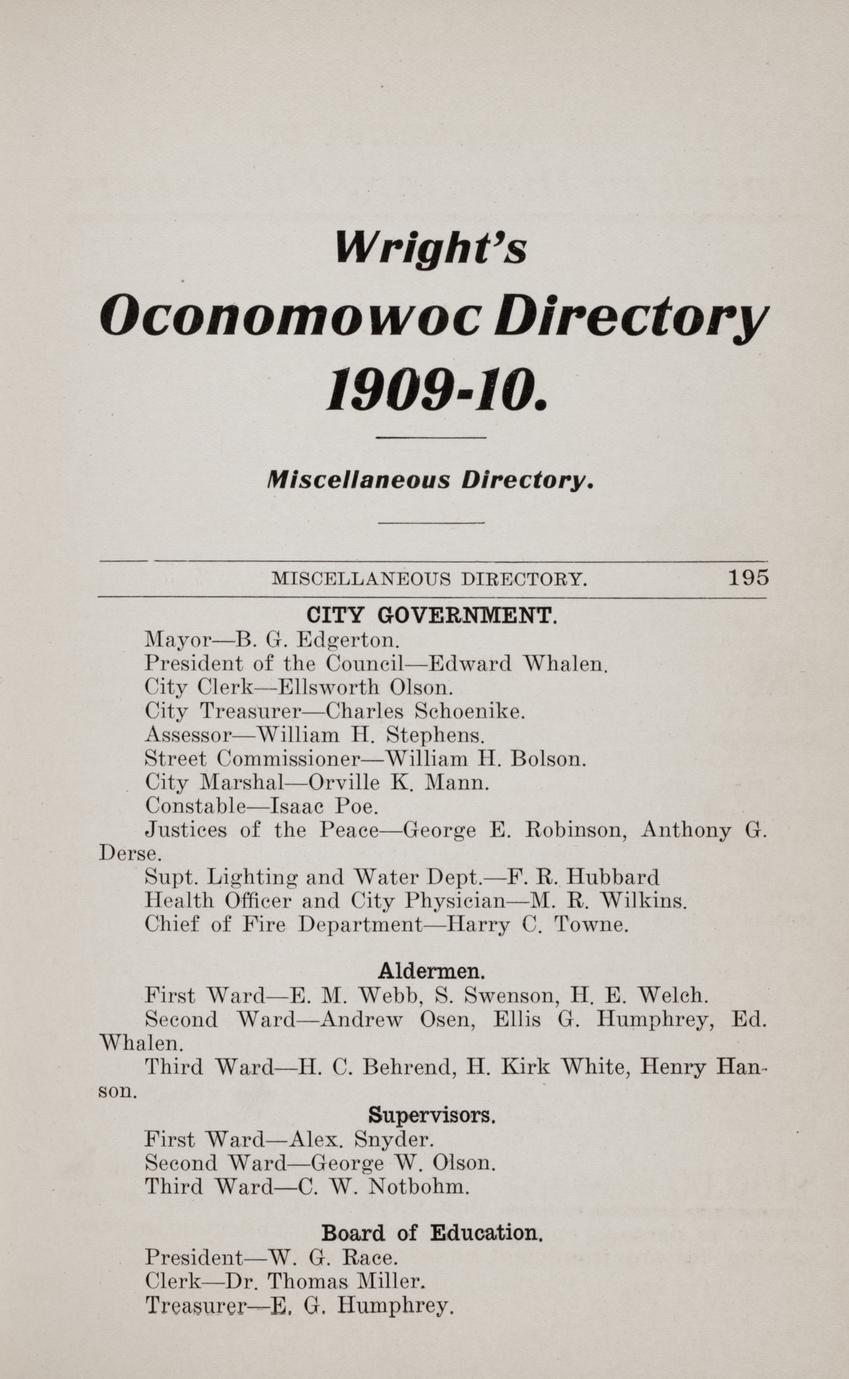 Wright's
Oconomowoc Directory
1909-10.
Miscellaneous Directory.
MISCELLANEOUS DIRECTORY. 195
CITY GOVERNMENT.
Mayor—B. G. Edgerton.
President of the Council—Edward Whalen.
City Clerk—Ellsworth Olson.
City Treasurer—Charles Schoenike.
Assessor—William H. Stephens.
Street Commissioner—William H. Bolson.
City Marshal—Orville K. Mann.
Constable—Isaac Poe.
Justices of the Peace—George E. Robinson, Anthony G.
Derse.
Supt. Lighting and Water Dept.—F. R. Hubbard
Health Officer and City Physician—M. R. Wilkins.
Chief of Fire Department—Harry C. Towne.
Aldermen.
First Ward—E. M. Webb, S. Swenson, H. E. Welch.
Second Ward—Andrew Osen, Ellis G. Humphrey, Ed.
Whalen.
Third Ward—H. C. Behrend, H. Kirk White, Henry Han-
son.
Supervisors.
First Ward—Alex. Snyder.
Second Ward—George W. Olson.
Third Ward—C. W. Notbohm.
Board of Education.
President—W. G. Race.
Clerk—Dr. Thomas Miller.
Treasurer—E. G. Humphrey.